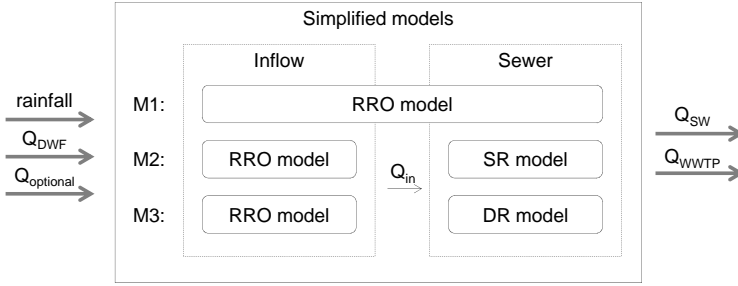 Simplified models
Inflow
Sewer
rainfall
Q_DWF
Q_optional
M1:
RRO model
M2:
RRO model
Q_in
SR model
M3:
RRO model
DR model
Q_SW
Q_WWTP